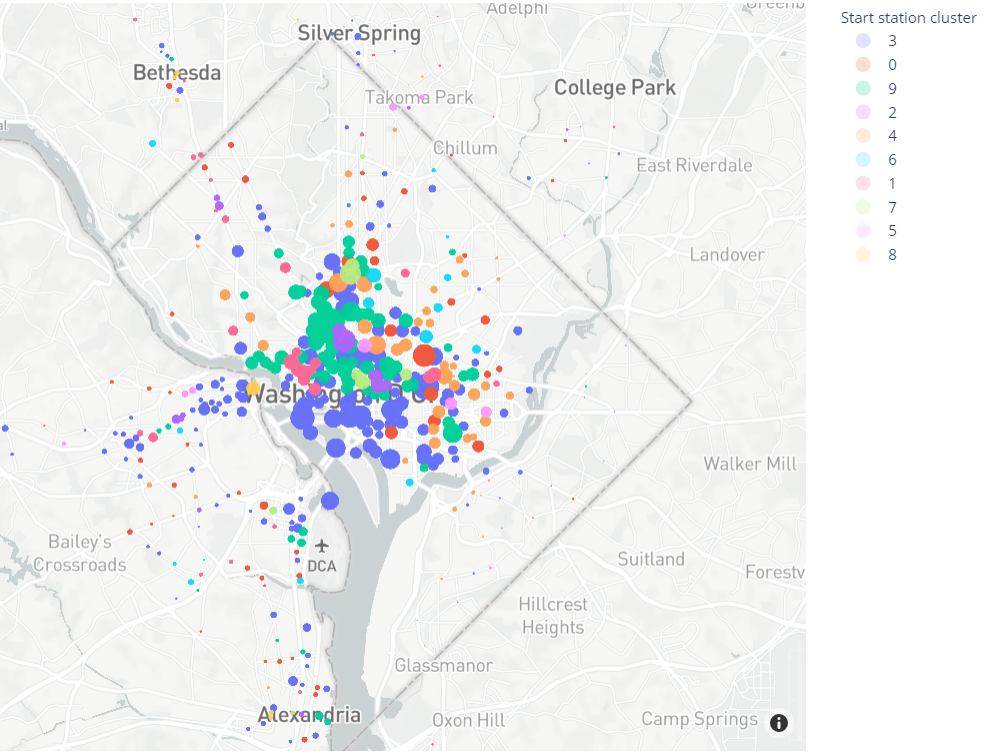 Adelphi
Silver Spring
Bethesda
College Park
Takoma Park
al
Chillum
East Riverdale
Landover
Washington D.C.
Walker Mill
Bailey's
Crossroads
DCA
Suitland
Forestv
Hillcrest
Heights
Glassmanor
Alexandria
Oxon Hill
Camp Springs
Start station cluster
3
0
9
2
4
6
1
7
5
8